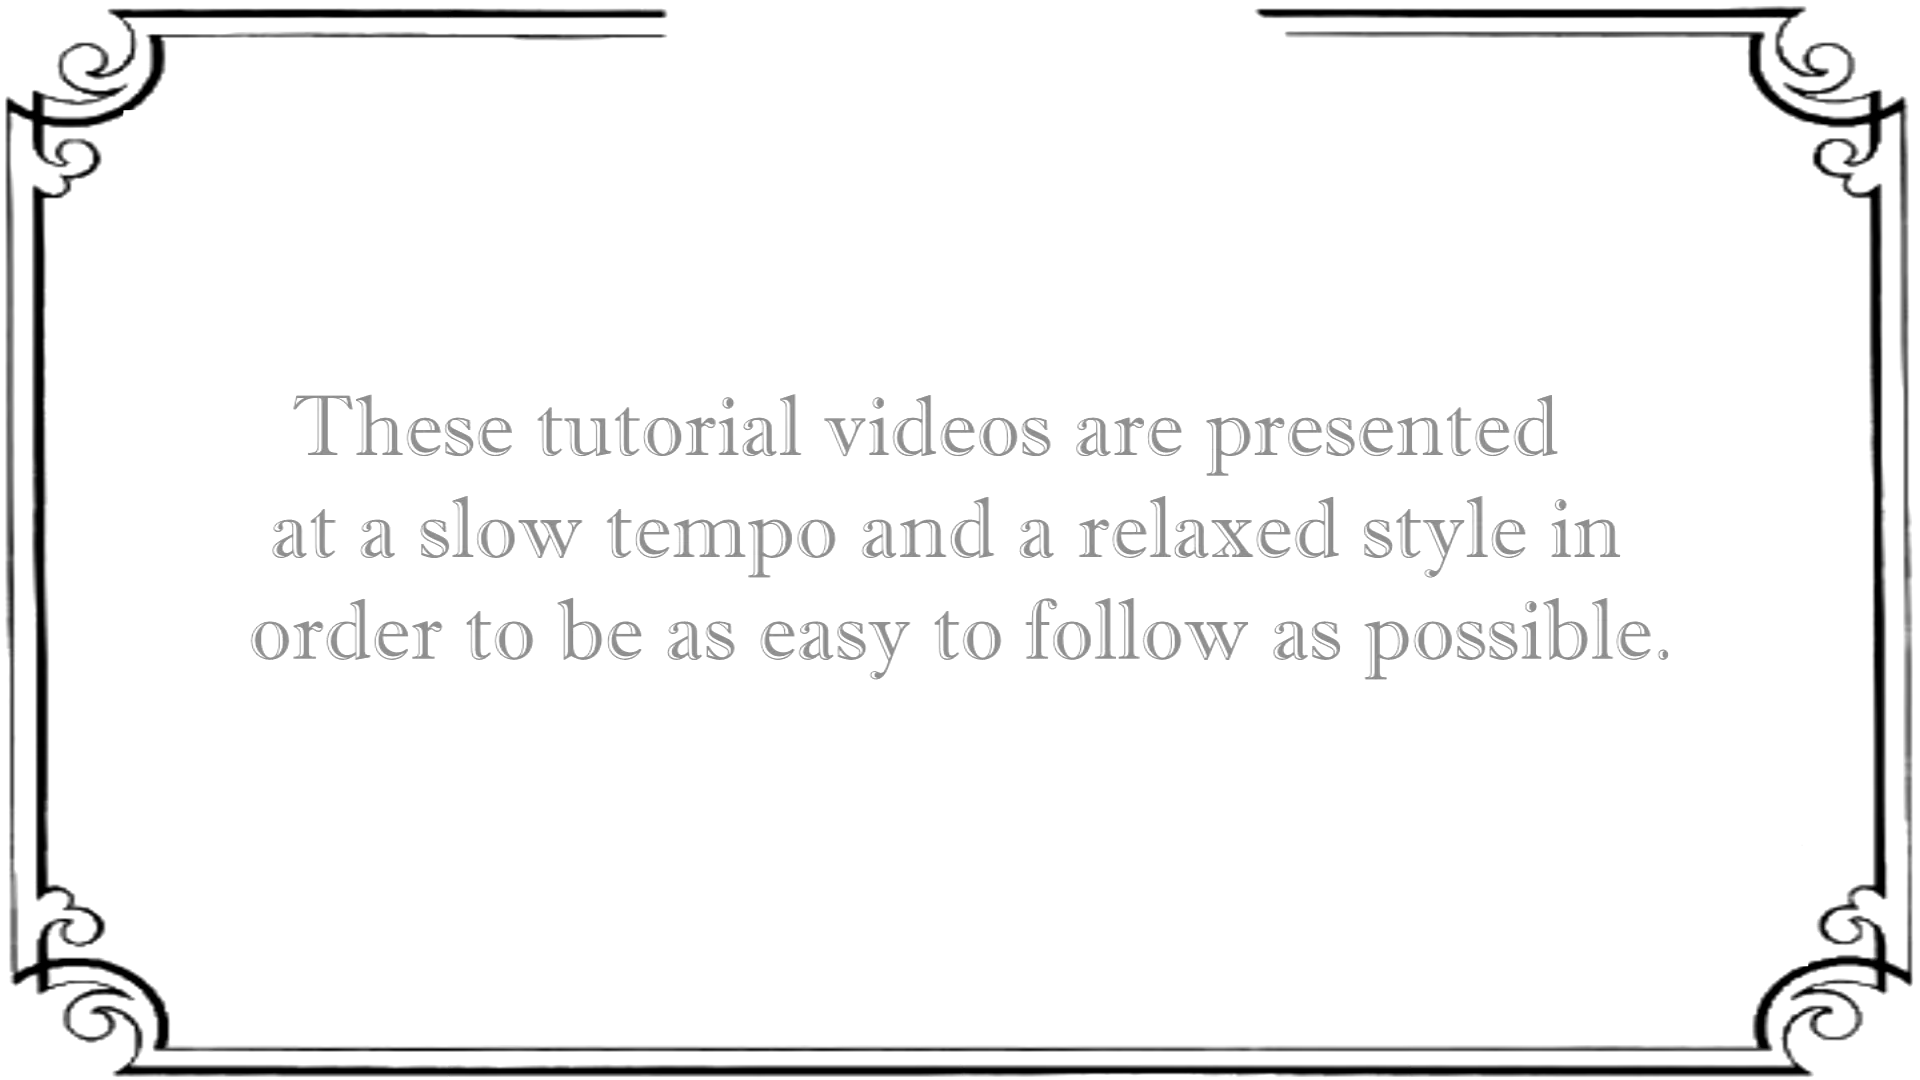 These tutorial videos are presented
at a slow tempo and a relaxed style in
order to be as easy to follow as possible.